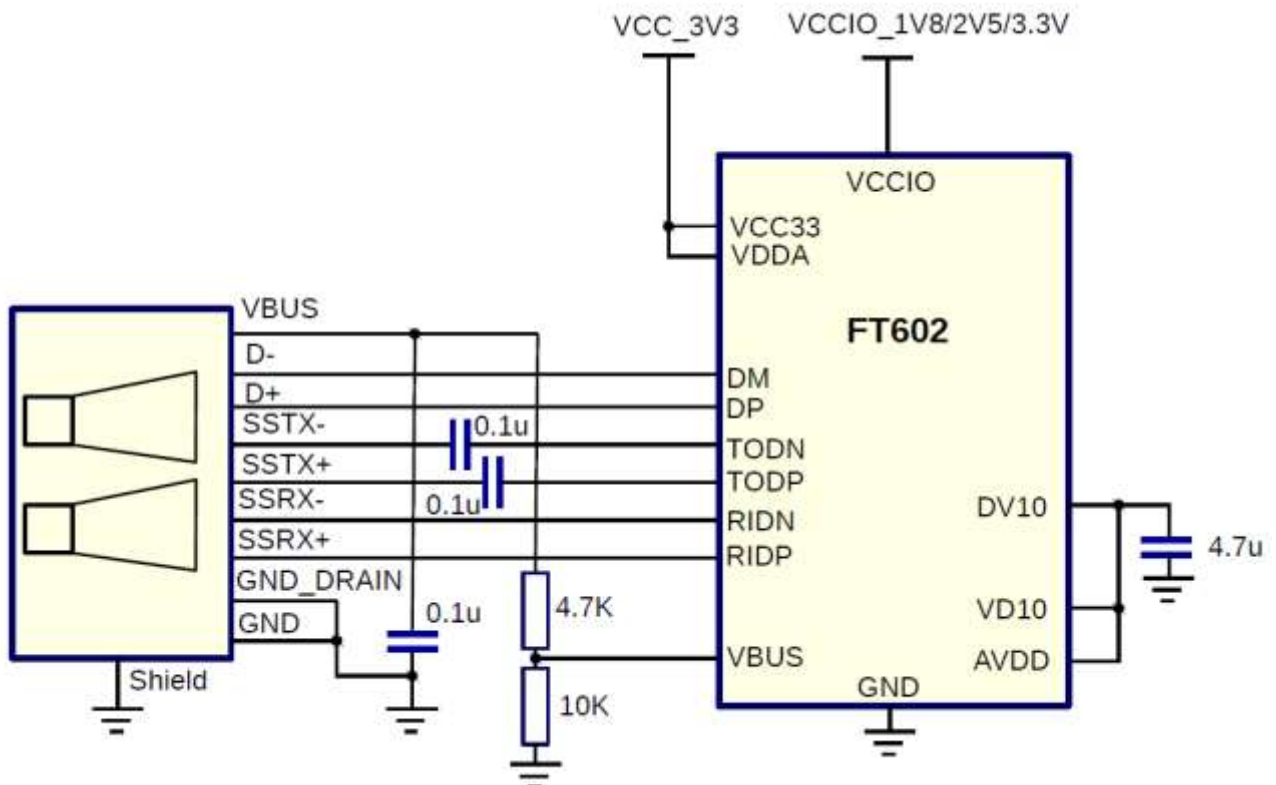 VCC_3V3
VCCIO_1V8/2V5/3.3V
VCCIO
VCC33
VDDA
FT602
VBUS
D-
D+
SSTX-
SSTX+
SSRX-
SSRX+
GND_DRAIN
GND
Shield
0.1u
0.1u
0.1u
4.7K
10K
DM
DP
TODN
TODP
RIDN
RIDP
VBUS
GND
DV10
VD10
AVDD
4.7u